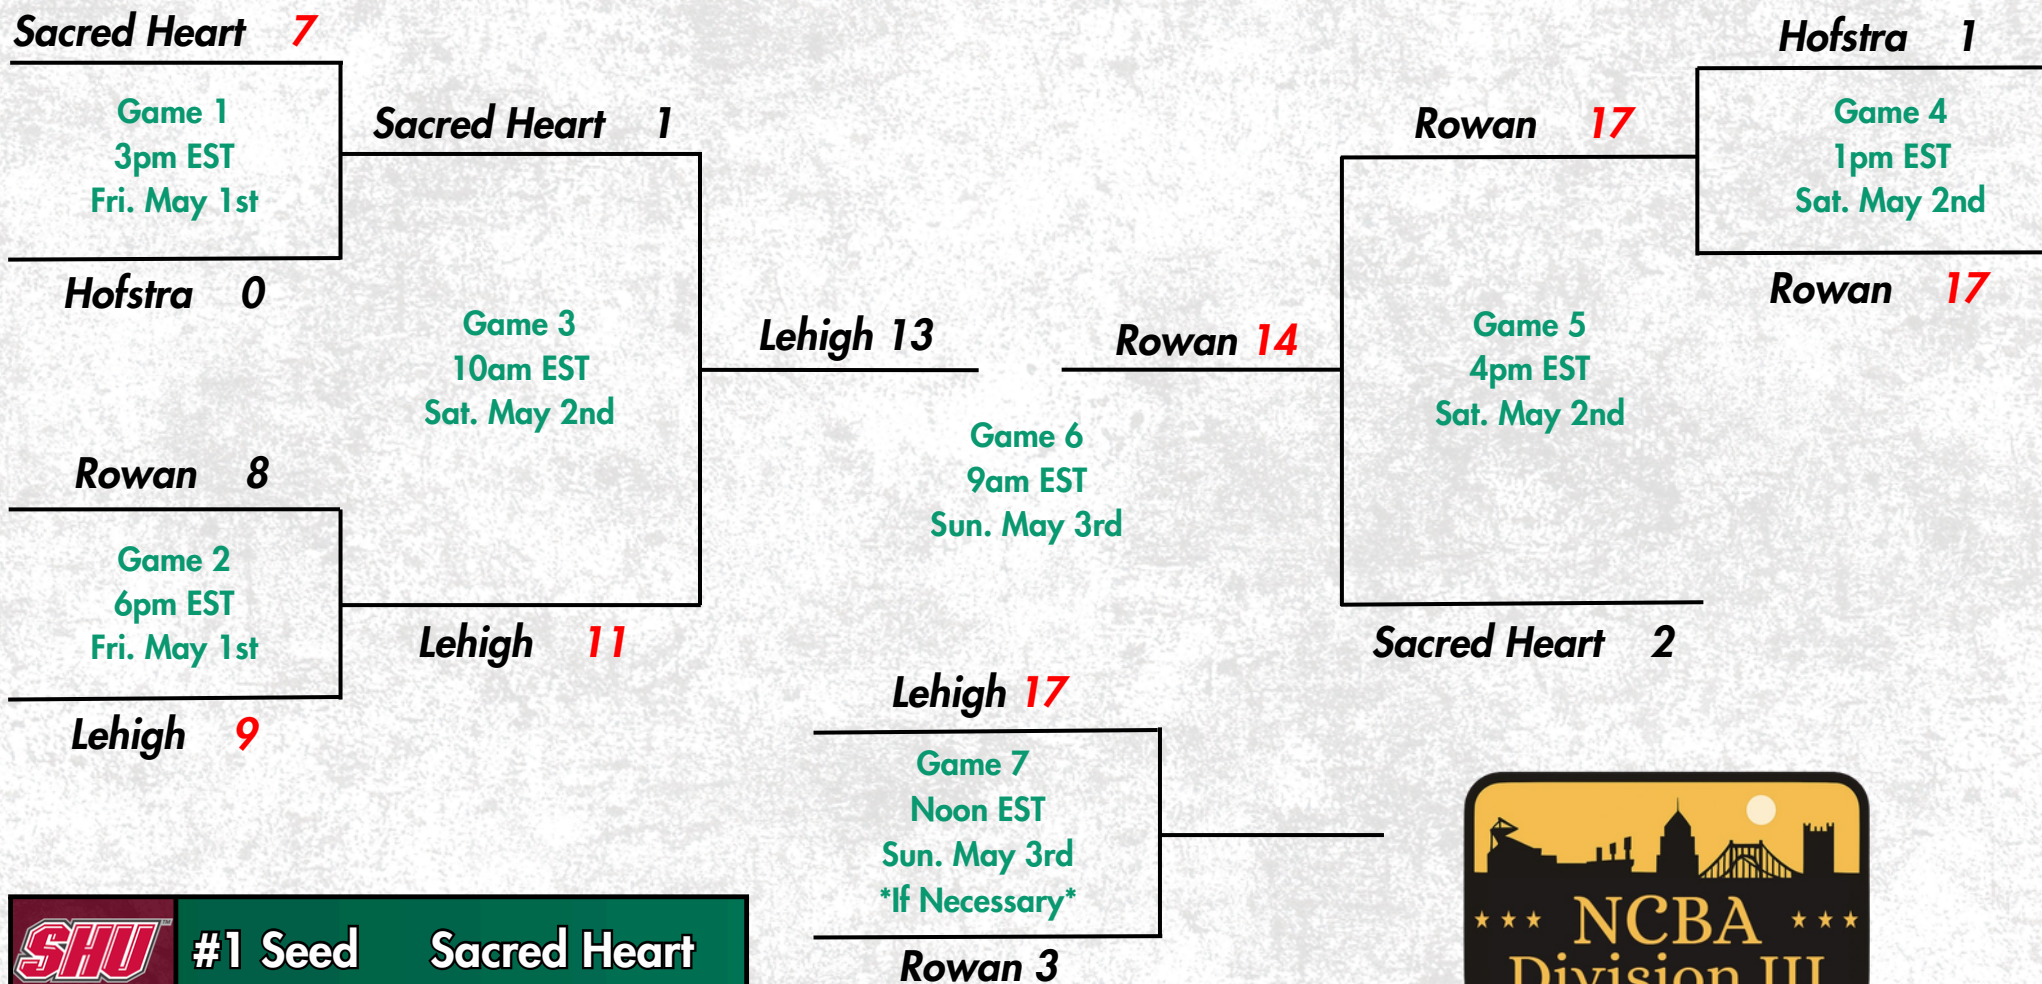 Sacred Heart 7
Game 1
3pm EST
Fri. May 1st
Hofstra 0
Sacred Heart 1
Game 3
10am EST
Sat. May 2nd
Rowan 8
Game 2
6pm EST
Fri. May 1st
Lehigh 9
Lehigh 11
Lehigh 13
Rowan 14
Game 6
9am EST
Sun. May 3rd
Rowan 17
Game 5
4pm EST
Sat. May 2nd
Sacred Heart 2
Hofstra 1
Game 4
1pm EST
Sat. May 2nd
Rowan 17
Lehigh 17
Game 7
Noon EST
Sun. May 3rd
*If Necessary*
Rowan 3
SHU
#1 Seed Sacred Heart
NCBA
Division III